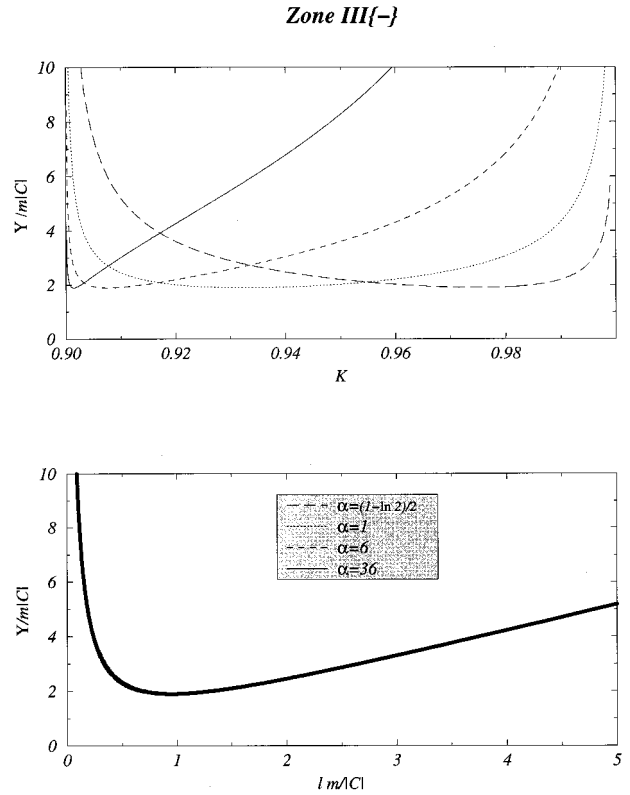 Zone III{−}
10
8
6
4
2
0
Y /m|C|
0.90 0.92 0.94 0.96 0.98
K
10
8
6
4
2
0
Y/m|C|
α=(1−ln 2)/2
α=1
α=6
α=36
0 1 2 3 4 5
l m/|C|